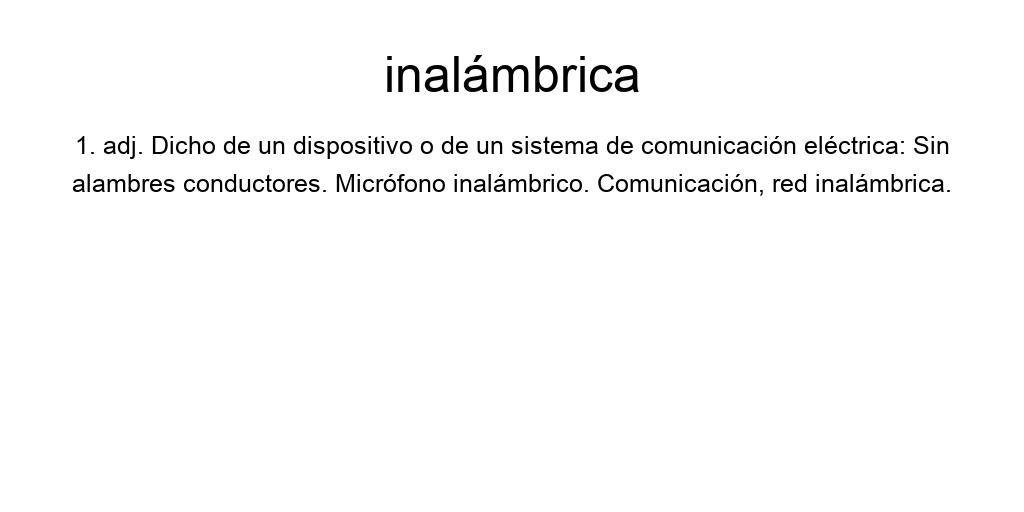 inalámbrica
1. adj. Dicho de un dispositivo o de un sistema de comunicación eléctrica: Sin
alambres conductores. Micrófono inalámbrico. Comunicación, red inalámbrica.